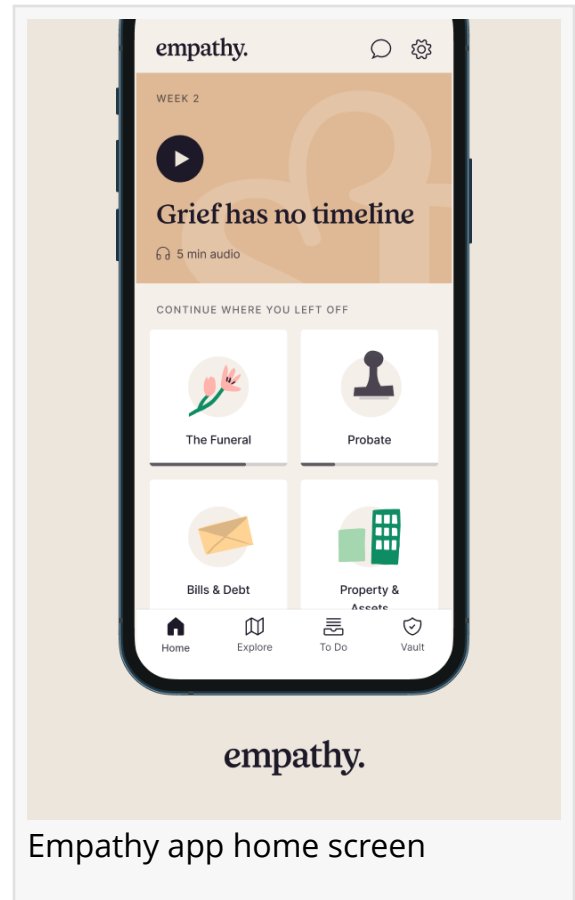 empathy.
WEEK 2
Grief has no timeline
5 min audio
CONTINUE WHERE YOU LEFT OFF
The Funeral
Probate
Bills & Debt
Property &
Assets
Home
Explore
To Do
Vault
empathy.
Empathy app home screen